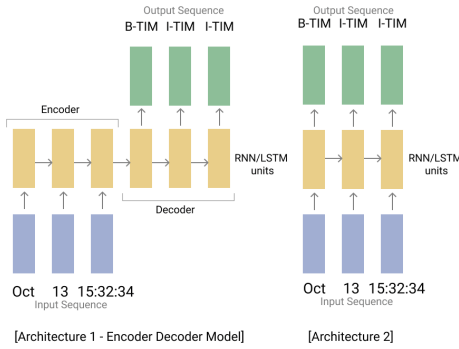 Output Sequence
B-TIM I-TIM I-TIM
Encoder
RNN/LSTM
units
Decoder
Oct 13 15:32:34
Input Sequence
[Architecture 1 - Encoder Decoder Model]
Output Sequence
B-TIM I-TIM I-TIM
RNN/LSTM
units
Oct 13 15:32:34
Input Sequence
[Architecture 2]